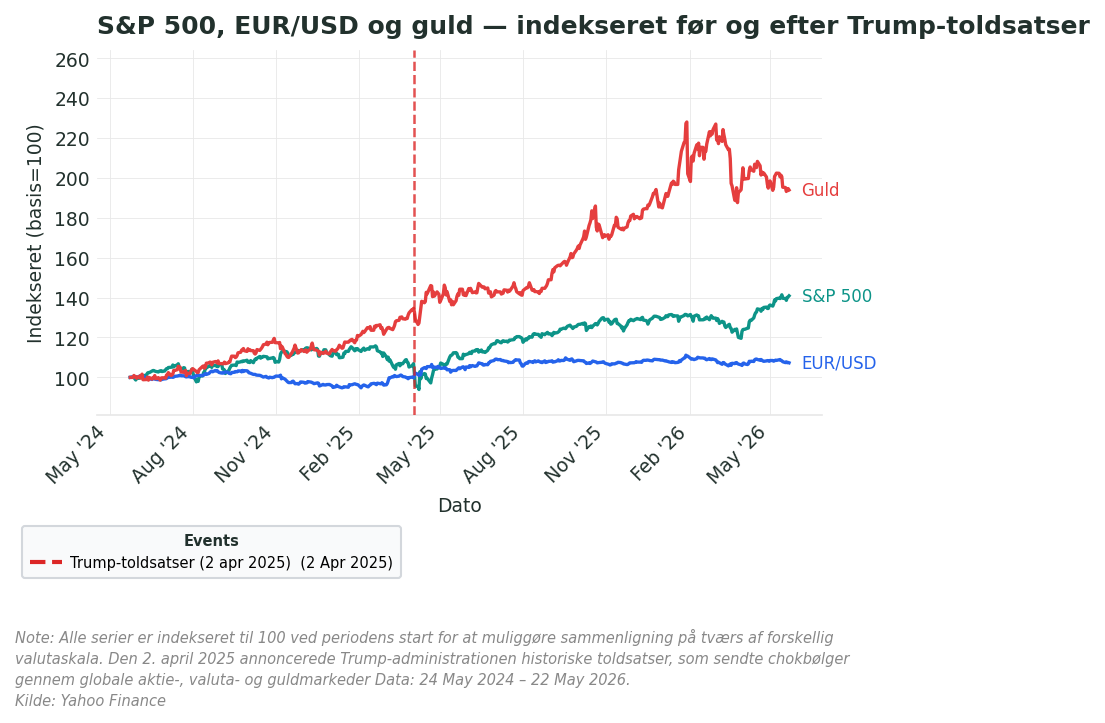 S&P 500, EUR/USD og guld — indekseret før og efter Trump-toldsatser
Indekseret (basis=100)
260
240
220
200
180
160
140
120
100
Guld
S&P 500
EUR/USD
May '24
Aug '24
Nov '24
Feb '25
May '25
Aug '25
Nov '25
Feb '26
May '26
Dato
Events
Trump-toldsatser (2 apr 2025)  (2 Apr 2025)
Note: Alle serier er indekseret til 100 ved periodens start for at muliggøre sammenligning på tværs af forskellig
valutaskala. Den 2. april 2025 annoncerede Trump-administrationen historiske toldsatser, som sendte chokbølger
gennem globale aktie-, valuta- og guldmarkeder Data: 24 May 2024 – 22 May 2026.
Kilde: Yahoo Finance